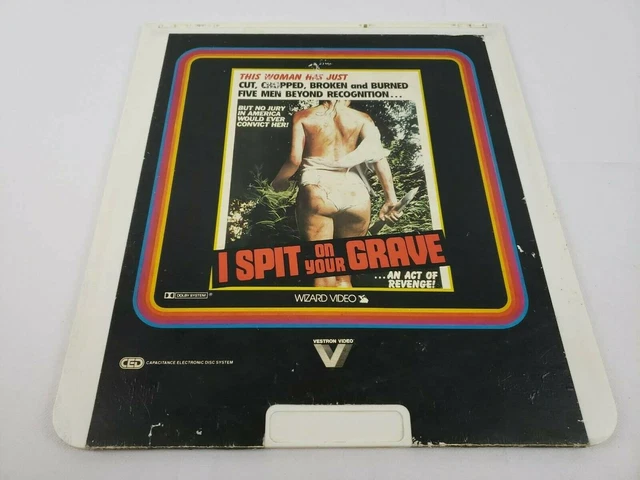 THIS WOMAN HAS JUST
CUT, CHOPPED, BROKEN and BURNED
FIVE MEN BEYOND RECOGNITION...
BUT NO JURY
IN AMERICA
WOULD EVER
CONVICT HER!
I SPIT on your GRAVE
...AN ACT OF
REVENGE!
DOLBY SYSTEM
WIZARD VIDEO
VESTRON VIDEO
V
CED CAPACITANCE ELECTRONIC DISC SYSTEM